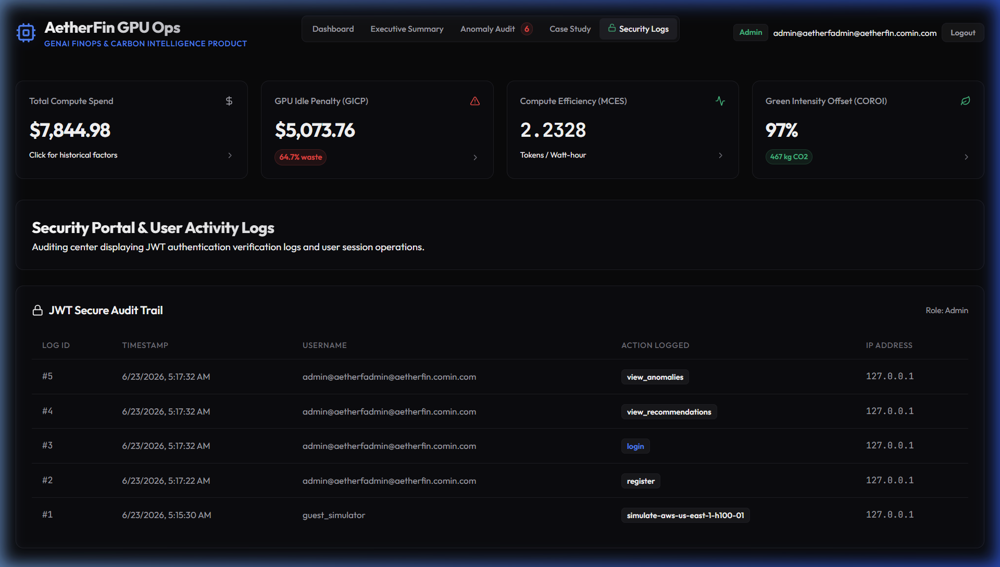 AetherFin GPU Ops
GENAI FINOPS & CARBON INTELLIGENCE PRODUCT
Dashboard Executive Summary Anomaly Audit 6 Case Study Security Logs
Admin admin@aetherfadmin@aetherfin.comin.com Logout
Total Compute Spend $
$7,844.98
Click for historical factors
GPU Idle Penalty (GICP)
$5,073.76
64.7% waste
Compute Efficiency (MCES)
2.2328
Tokens / Watt-hour
Green Intensity Offset (COROI)
97%
467 kg CO2
Security Portal & User Activity Logs
Auditing center displaying JWT authentication verification logs and user session operations.
JWT Secure Audit Trail Role: Admin
LOG ID TIMESTAMP USERNAME ACTION LOGGED IP ADDRESS
#5 6/23/2026, 5:17:32 AM admin@aetherfadmin@aetherfin.comin.com view_anomalies 127.0.0.1
#4 6/23/2026, 5:17:32 AM admin@aetherfadmin@aetherfin.comin.com view_recommendations 127.0.0.1
#3 6/23/2026, 5:17:32 AM admin@aetherfadmin@aetherfin.comin.com login 127.0.0.1
#2 6/23/2026, 5:17:22 AM admin@aetherfadmin@aetherfin.comin.com register 127.0.0.1
#1 6/23/2026, 5:15:30 AM guest_simulator simulate-aws-us-east-1-h100-01 127.0.0.1